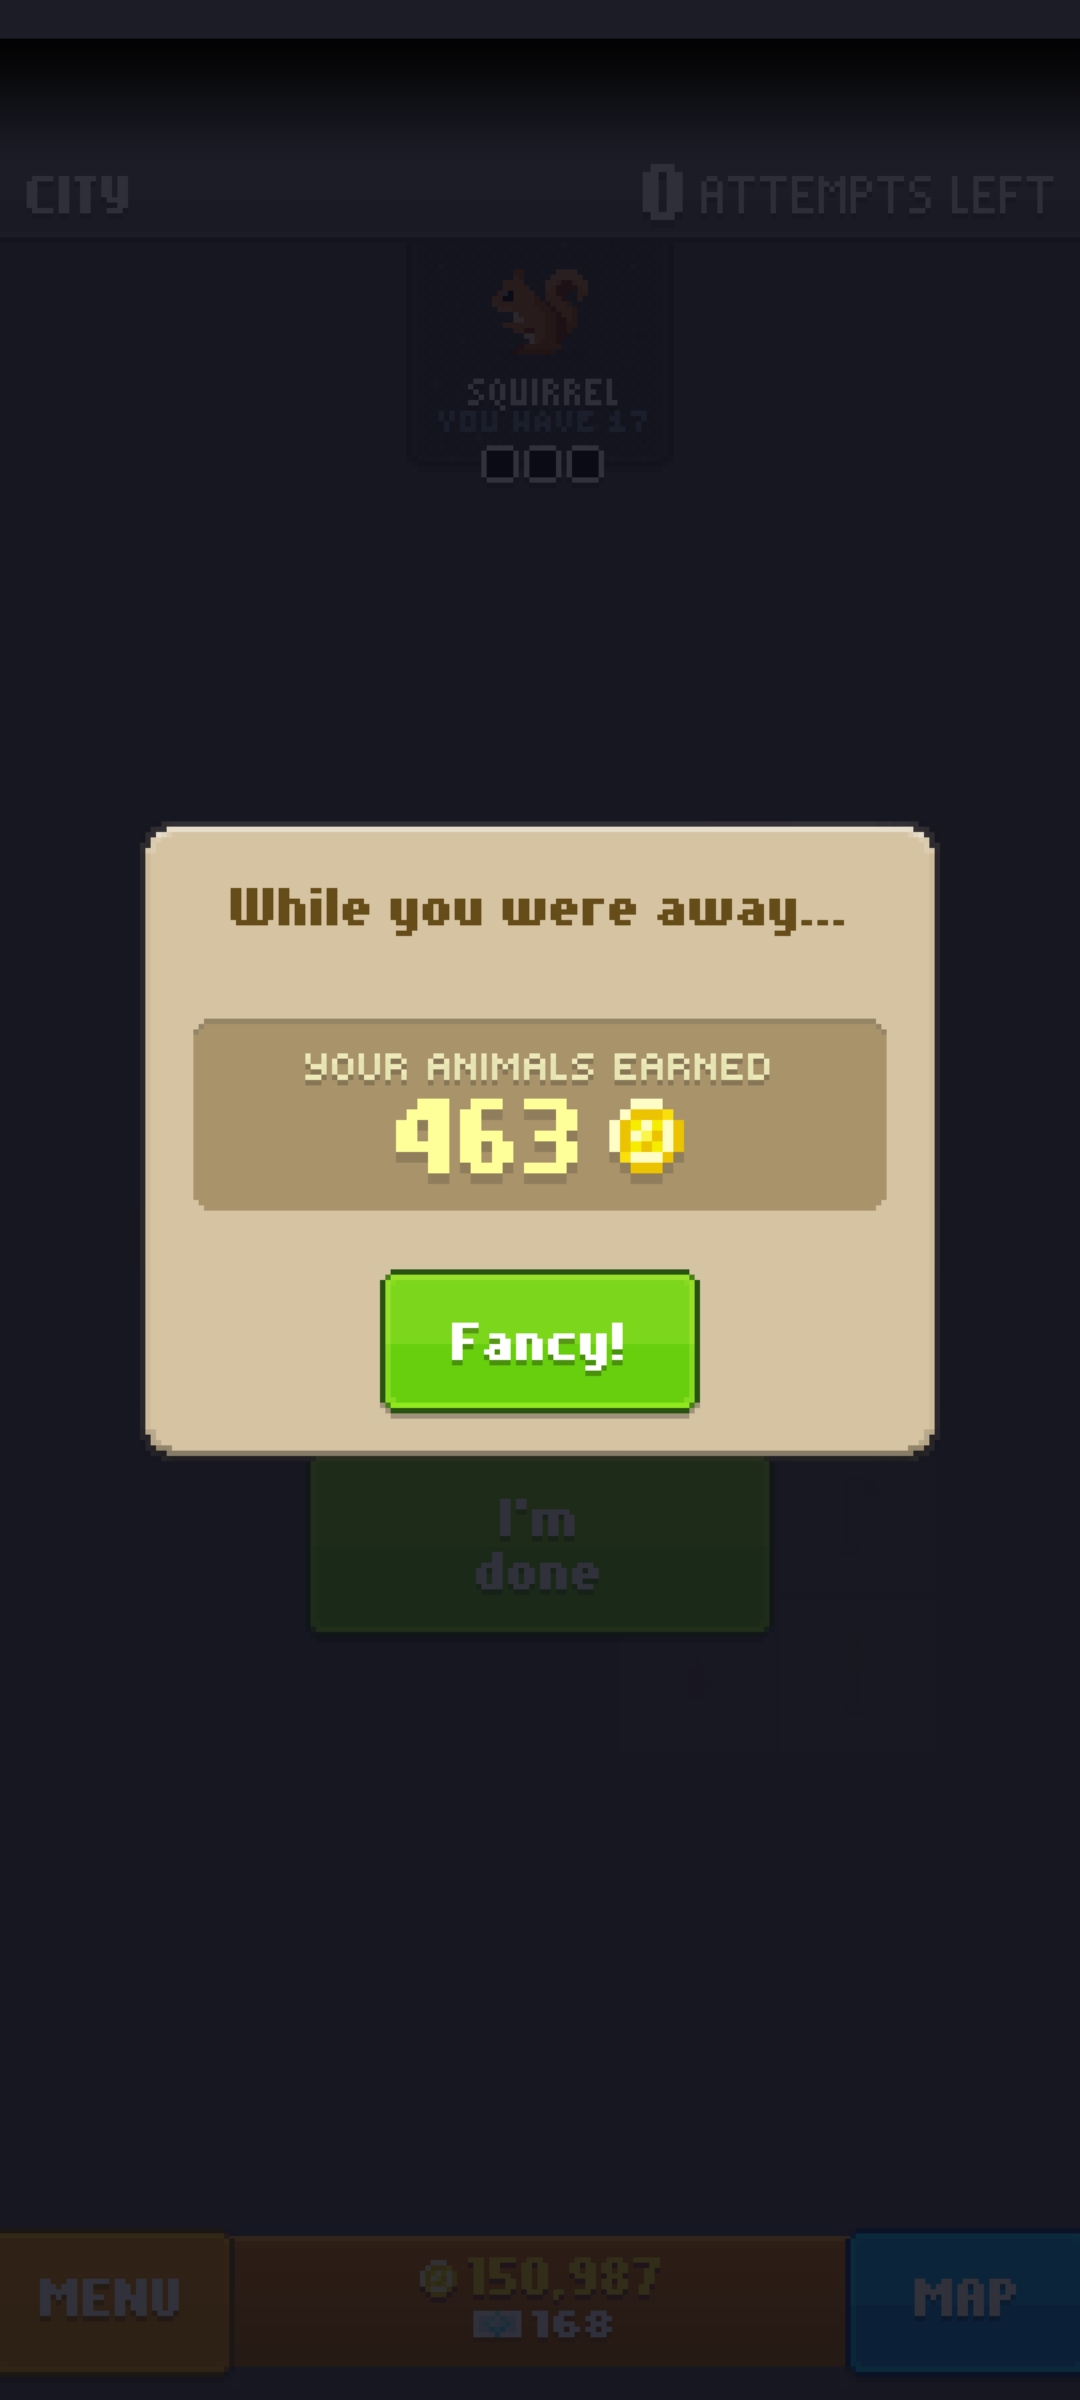 CITY
0 ATTEMPTS LEFT
SQUIRREL
YOU HAVE 17
While you were away...
YOUR ANIMALS EARNED
463
Fancy!
I'm
done
MENU
150,987
168
MAP